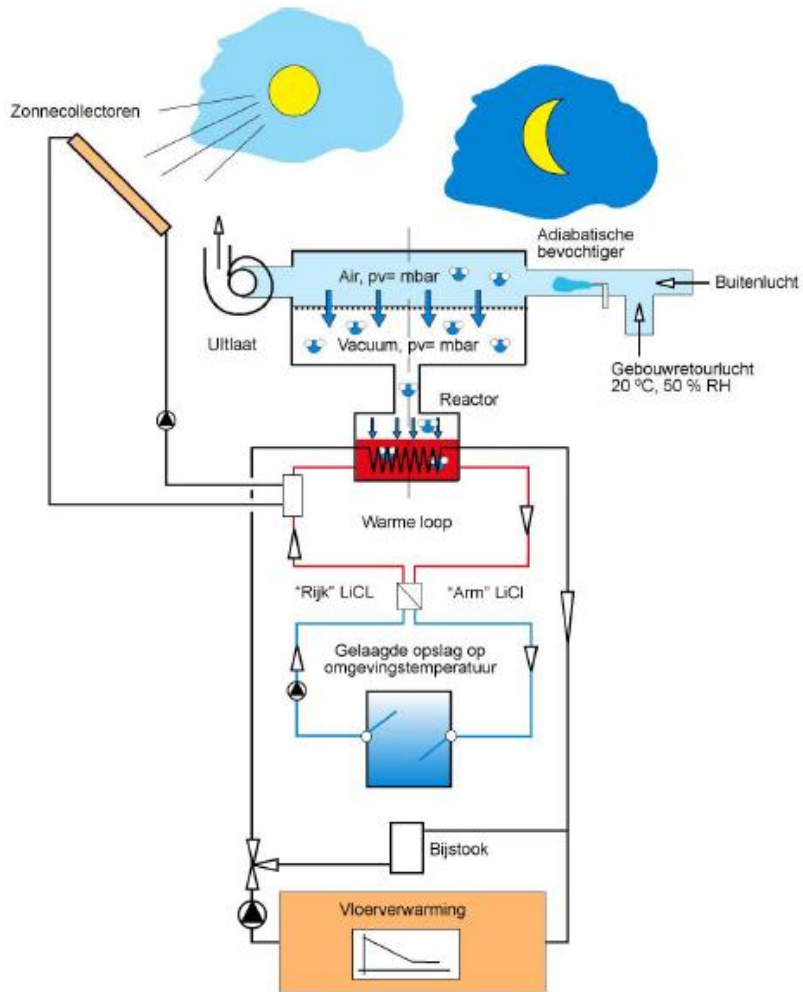 Zonnecollectoren
Adiabatische
bevochtiger
Air, pv= mbar
Buitenlucht
Uitlaat
Vacuum, pv= mbar
Gebouwretourlucht
20 ºC, 50 % RH
Reactor
Warme loop
"Rijk" LiCL
"Arm" LiCl
Gelaagde opslag op
omgevingstemperatuur
Bijstook
Vloerverwarming